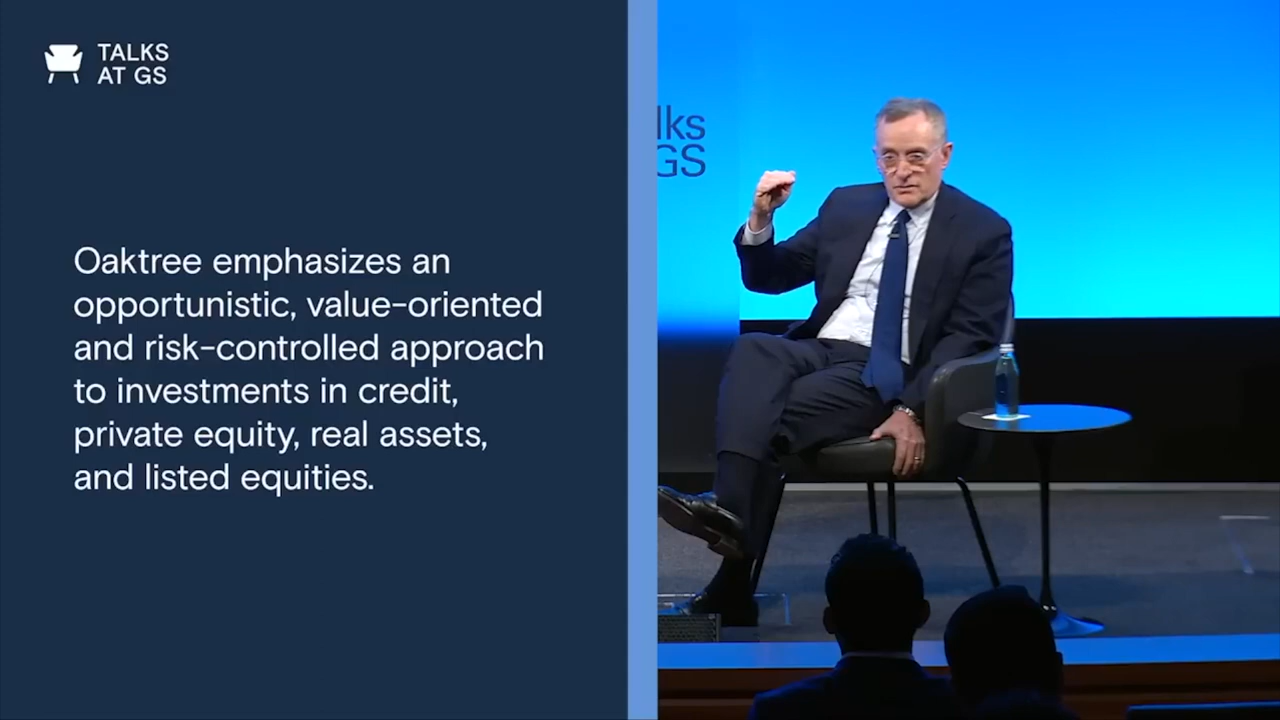 TALKS
AT GS
Oaktree emphasizes an
opportunistic, value-oriented
and risk-controlled approach
to investments in credit,
private equity, real assets,
and listed equities.
lks
GS